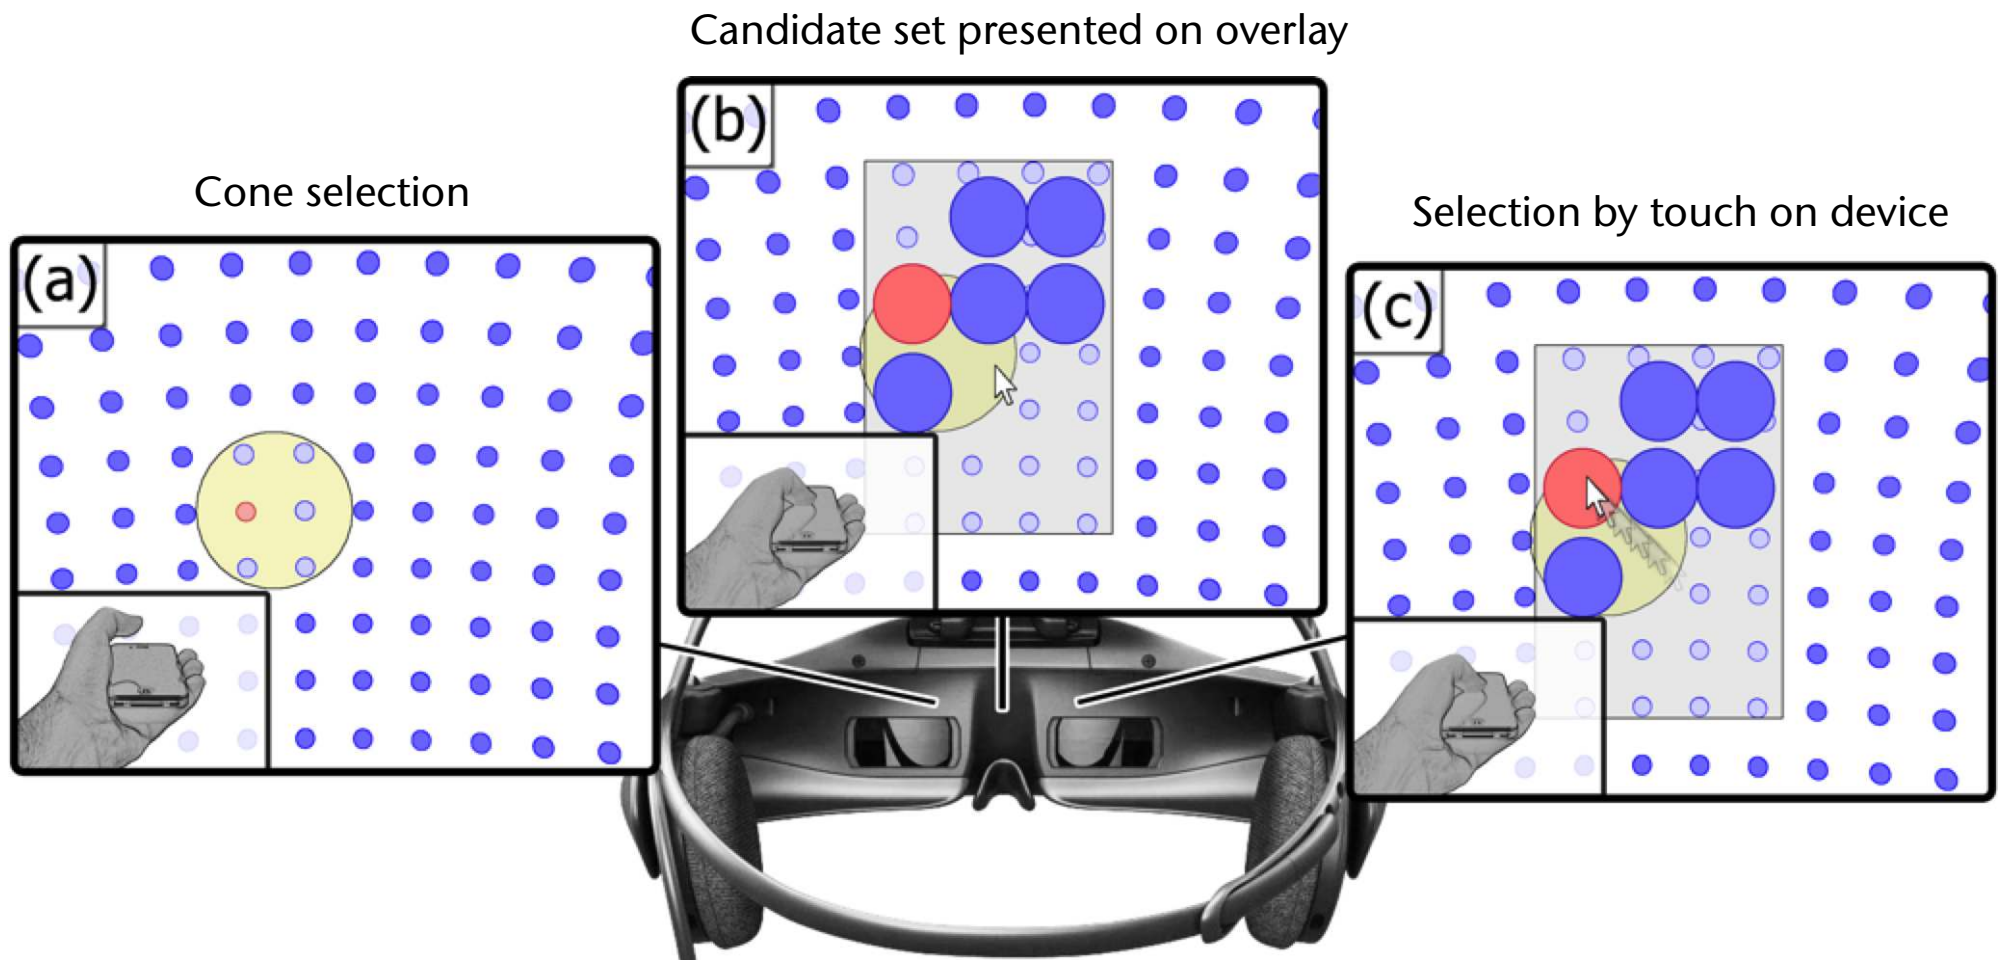 Candidate set presented on overlay
Cone selection
Selection by touch on device
(a)
(b)
(c)